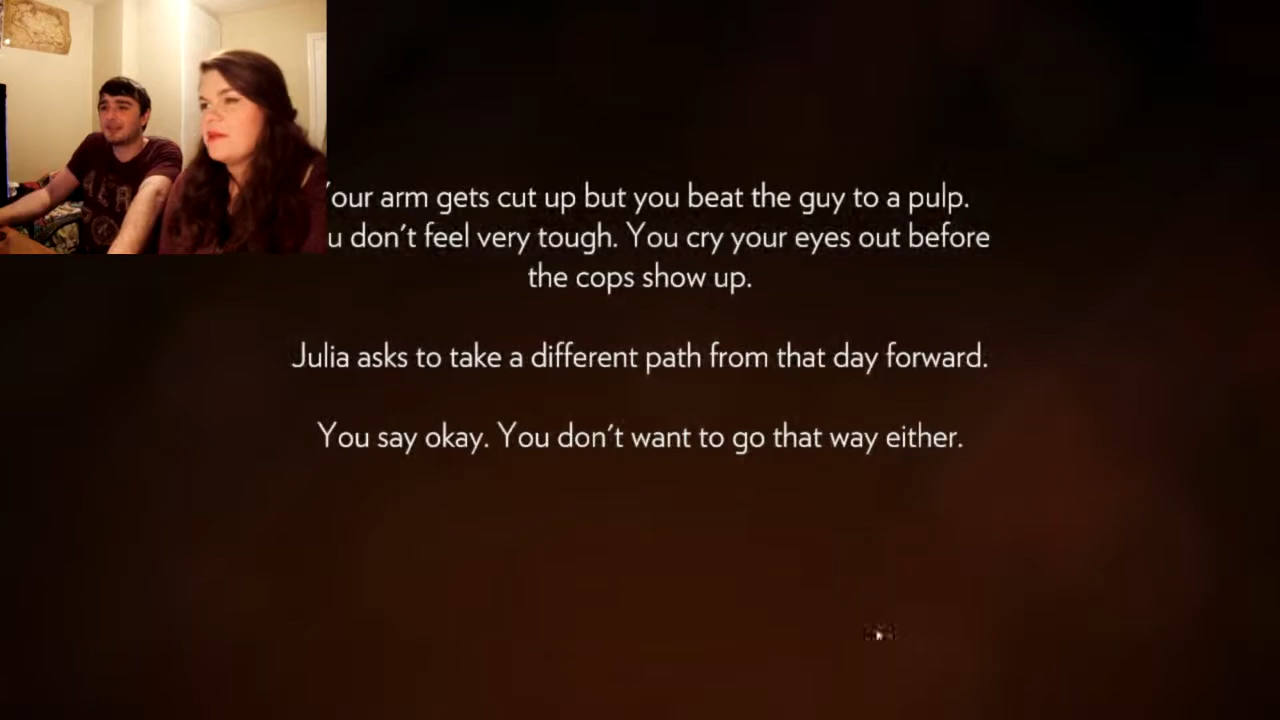 our arm gets cut up but you beat the guy to a pulp.
u don't feel very tough. You cry your eyes out before
the cops show up.
Julia asks to take a different path from that day forward.
You say okay. You don't want to go that way either.